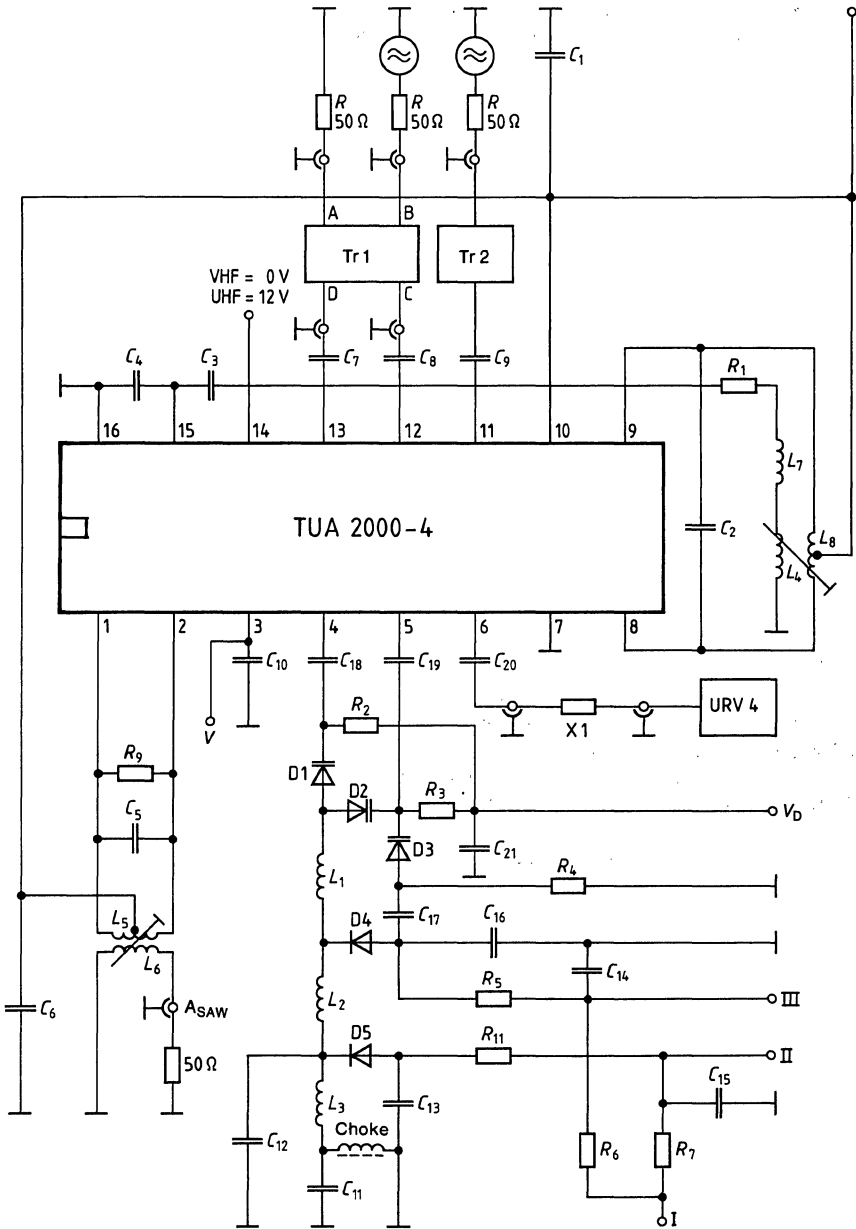 C1
R
50 Ω
R
50Ω
R
50 Ω
A
B
Tr 1
Tr 2
D
C
VHF = 0 V
UHF = 12 V
C4
C3
C7
C8
C9
R1
16
15
14
13
12
11
10
9
L7
TUA 2000-4
C2
L8
L4
1
2
3
4
5
6
7
8
C10
C18
C19
C20
V
R2
X1
URV 4
R9
D1
D2
R3
VD
C5
D3
C21
R4
L1
C17
C16
L5
D4
C14
L6
R5
III
C6
ASAW
L2
50Ω
D5
R11
II
L3
C13
C15
C12
Choke
R6
R7
C11
I